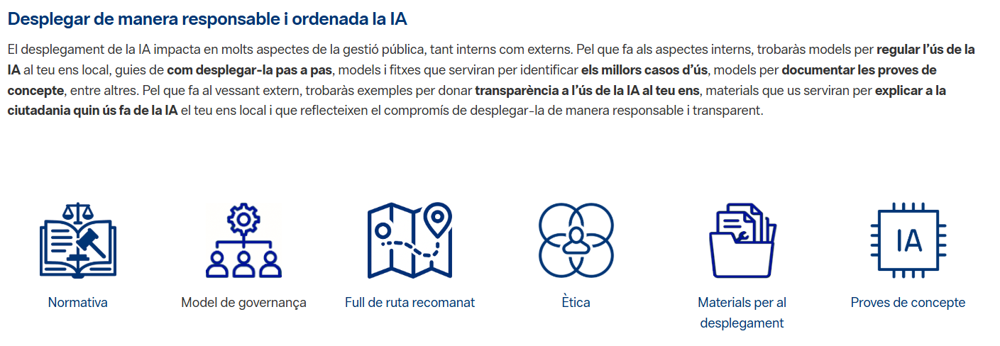 Desplegar de manera responsable i ordenada la IA
El desplegament de la IA impacta en molts aspectes de la gestió pública, tant interns com externs. Pel que fa als aspectes interns, trobaràs models per regular l’ús de la
IA al teu ens local, guies de com desplegar-la pas a pas, models i fitxes que serviran per identificar els millors casos d’ús, models per documentar les proves de
concepte, entre altres. Pel que fa al vessant extern, trobaràs exemples per donar transparència a l’ús de la IA al teu ens, materials que us serviran per explicar a la
ciutadania quin ús fa de la IA el teu ens local i que reflecteixen el compromís de desplegar-la de manera responsable i transparent.
IA
Normativa
Model de governança
Full de ruta recomanat
Ètica
Materials per al
desplegament
Proves de concepte